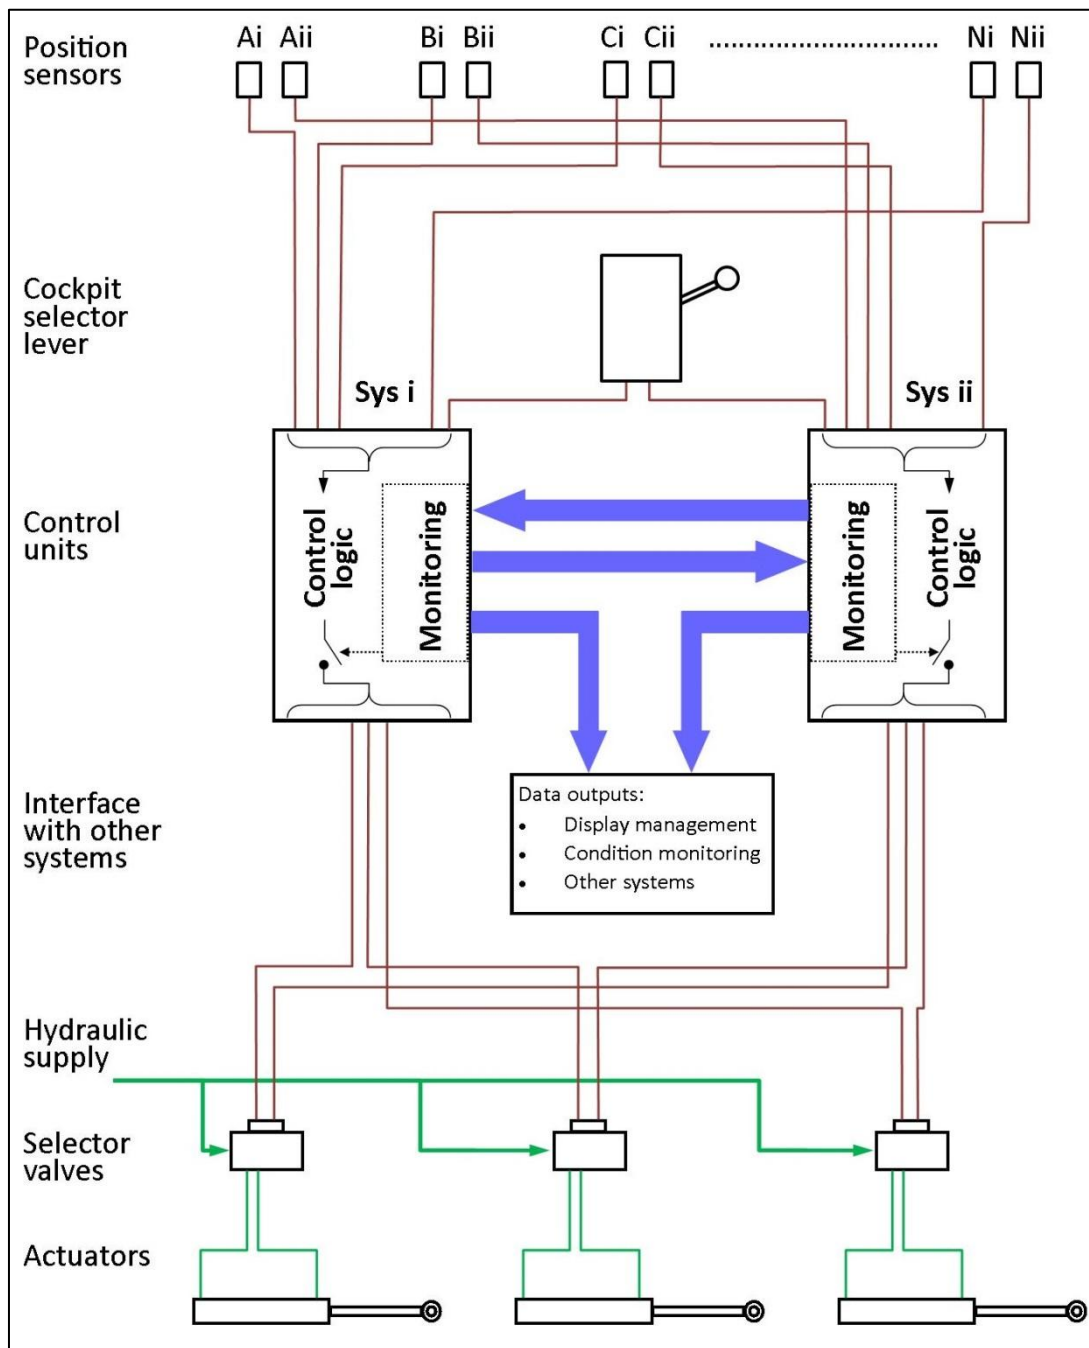 Position
sensors
Ai Aii Bi Bii Ci Cii Ni Nii
Cockpit
selector
lever
Sys i
Sys ii
Control
units
Control
logic
Monitoring
Monitoring
Control
logic
Interface
with other
systems
Data outputs:
• Display management
• Condition monitoring
• Other systems
Hydraulic
supply
Selector
valves
Actuators